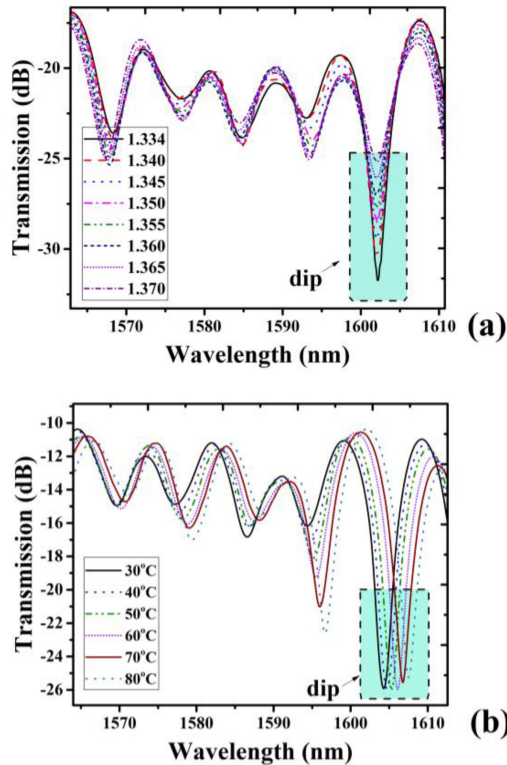 -20
-25
-30
Transmission (dB)
1.334
1.340
1.345
1.350
1.355
1.360
1.365
1.370
dip
1570
1580
1590
1600
1610
Wavelength (nm)
(a)
-10
-12
-14
-16
-18
-20
-22
-24
-26
Transmission (dB)
30°C
40°C
50°C
60°C
70°C
80°C
dip
1570
1580
1590
1600
1610
Wavelength (nm)
(b)